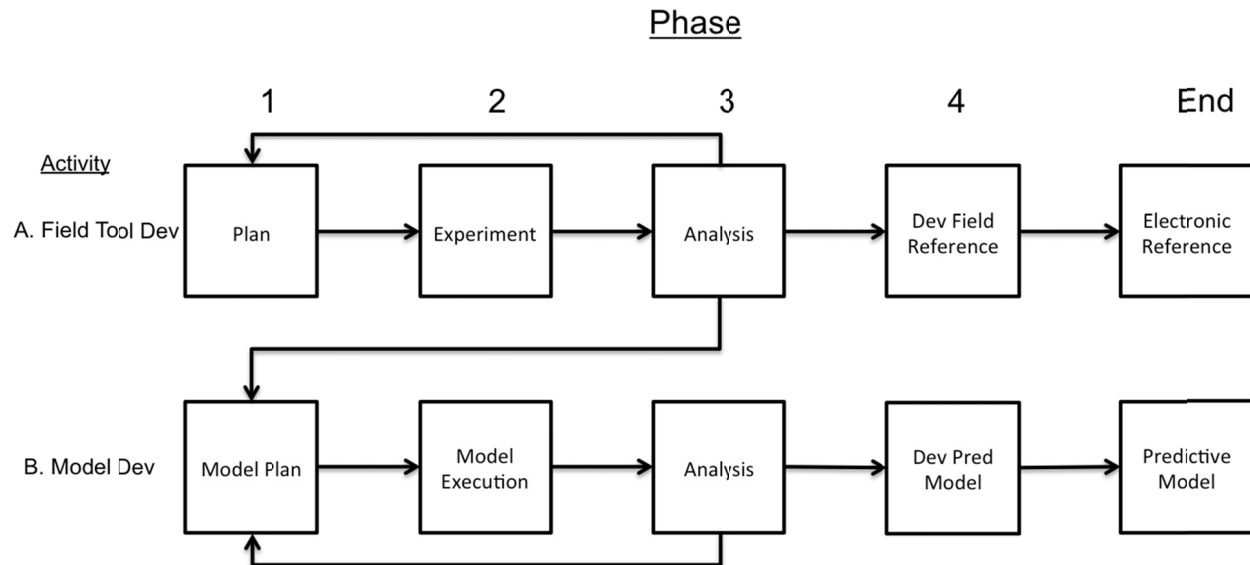 Phase
1 2 3 4 End
Activity
A. Field Tool Dev
Plan
Experiment
Analysis
Dev Field
Reference
Electronic
Reference
B. Model Dev
Model Plan
Model
Execution
Analysis
Dev Pred
Model
Predictive
Model